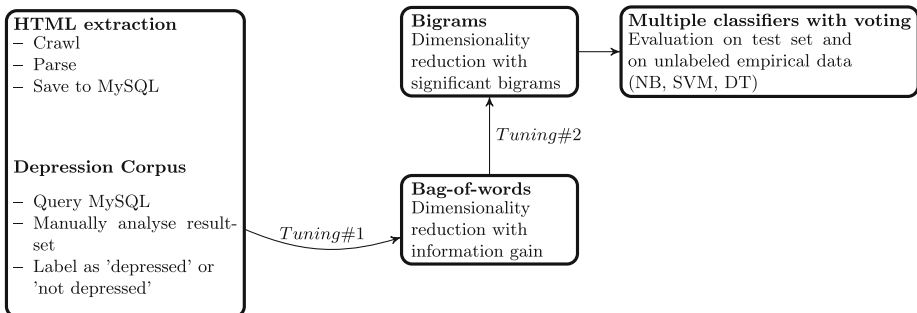 HTML extraction
– Crawl
– Parse
– Save to MySQL
Depression Corpus
– Query MySQL
– Manually analyse result-
set
– Label as 'depressed' or
'not depressed'
Tuning#1
Bag-of-words
Dimensionality
reduction with
information gain
Tuning#2
Bigrams
Dimensionality
reduction with
significant bigrams
Multiple classifiers with voting
Evaluation on test set and
on unlabeled empirical data
(NB, SVM, DT)